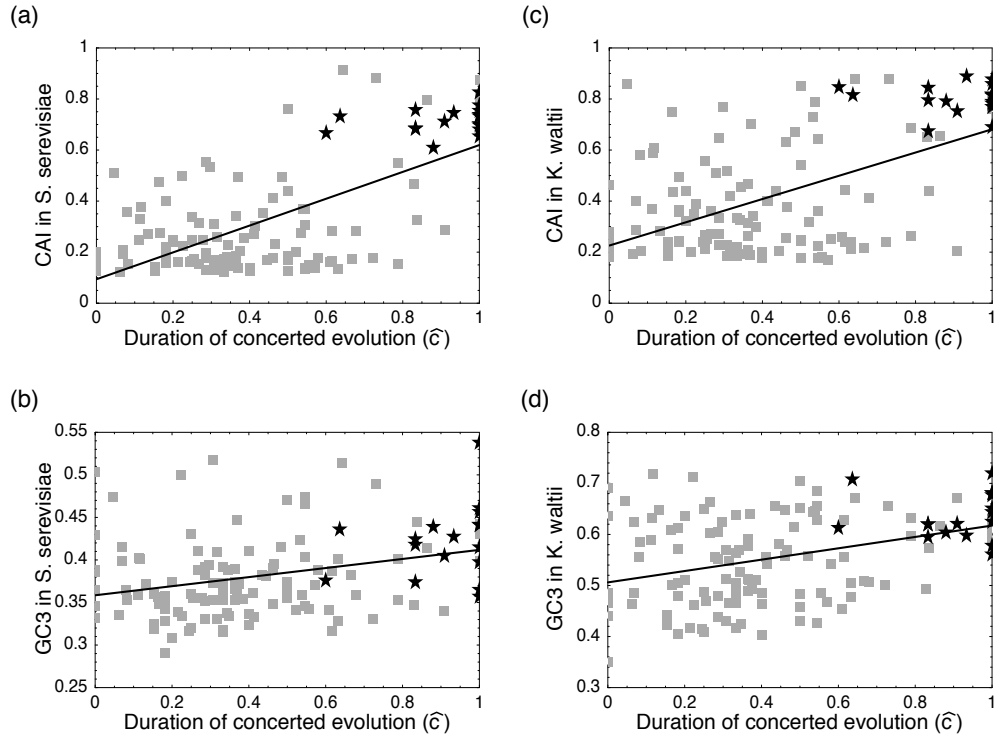 (a)
CAI in S. serevisiae
1
0.8
0.6
0.4
0.2
0
0 0.2 0.4 0.6 0.8 1
Duration of concerted evolution (ĉ)
(c)
CAI in K. waltii
1
0.8
0.6
0.4
0.2
0
0 0.2 0.4 0.6 0.8 1
Duration of concerted evolution (ĉ)
(b)
GC3 in S. serevisiae
0.55
0.5
0.45
0.4
0.35
0.3
0.25
0 0.2 0.4 0.6 0.8 1
Duration of concerted evolution (ĉ)
(d)
GC3 in K. waltii
0.8
0.7
0.6
0.5
0.4
0.3
0 0.2 0.4 0.6 0.8 1
Duration of concerted evolution (ĉ)